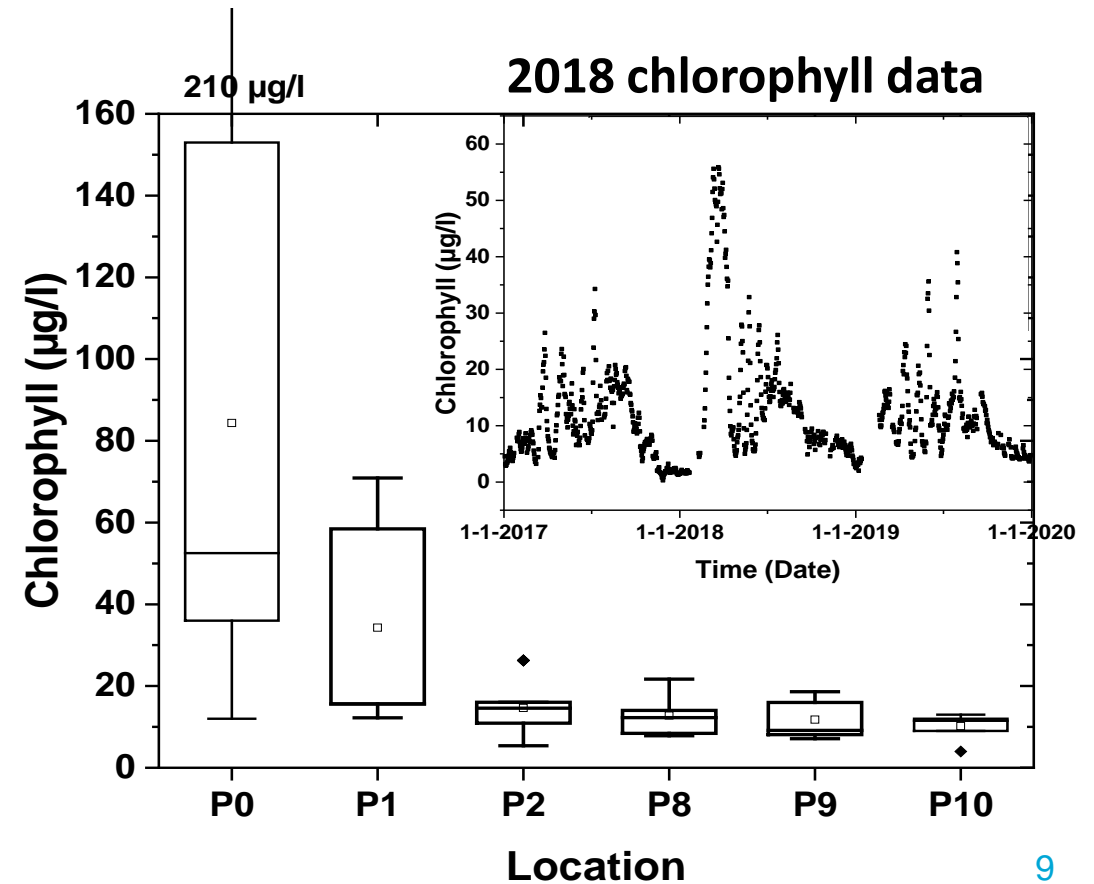 2018 chlorophyll data
210 µg/l
160
140
120
100
80
60
40
20
0
Chlorophyll (µg/l)
P0 P1 P2 P8 P9 P10
Location
60
50
40
30
20
10
0
Chlorophyll (µg/l)
1-1-2017 1-1-2018 1-1-2019 1-1-2020
Time (Date)
9